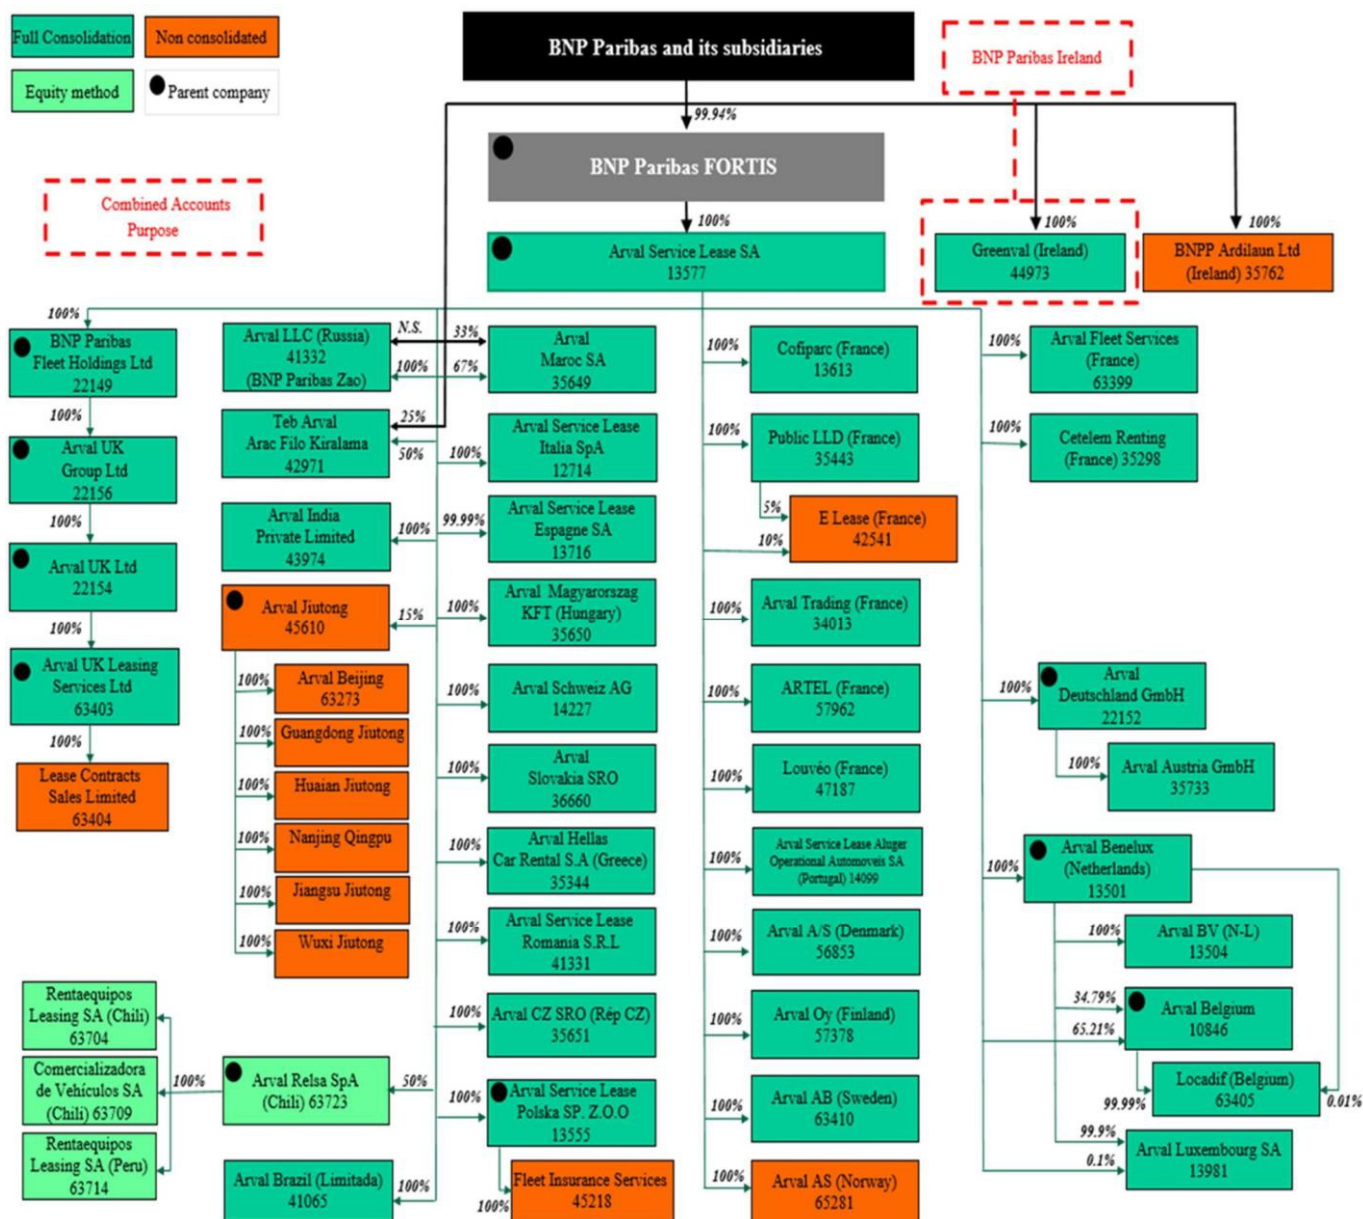 Full Consolidation
Non consolidated
Equity method
Parent company
Combined Accounts
Purpose
BNP Paribas and its subsidiaries
BNP Paribas Ireland
99.94%
BNP Paribas FORTIS
100%
100%
100%
Arval Service Lease SA
13577
Greenval (Ireland)
44973
BNPP Ardilaun Ltd
(Ireland) 35762
100%
BNP Paribas
Fleet Holdings Ltd
22149
100%
Arval UK
Group Ltd
22156
100%
Arval UK Ltd
22154
100%
Arval UK Leasing
Services Ltd
63403
100%
Lease Contracts
Sales Limited
63404
Rentaequipos
Leasing SA (Chili)
63704
Comercializadora
de Vehículos SA
(Chili) 63709
Rentaequipos
Leasing SA (Peru)
63714
100%
Arval LLC (Russia)
41332
(BNP Paribas Zao)
N.S.
100%
Teb Arval
Arac Filo Kiralama
42971
25%
50%
Arval India
Private Limited
43974
100%
Arval Jiutong
45610
15%
100%
Arval Beijing
63273
100%
Guangdong Jiutong
100%
Huaian Jiutong
100%
Nanjing Qingpu
100%
Jiangsu Jiutong
100%
Wuxi Jiutong
Arval Relsa SpA
(Chili) 63723
50%
Arval Brazil (Limitada)
41065
100%
33%
67%
Arval
Maroc SA
35649
100%
Arval Service Lease
Italia SpA
12714
99.99%
Arval Service Lease
Espagne SA
13716
100%
Arval Magyarorszag
KFT (Hungary)
35650
100%
Arval Schweiz AG
14227
100%
Arval
Slovakia SRO
36660
100%
Arval Hellas
Car Rental S.A (Greece)
35344
100%
Arval Service Lease
Romania S.R.L
41331
100%
Arval CZ SRO (Rép CZ)
35651
100%
Arval Service Lease
Polska SP. Z.O.O
13555
100%
Fleet Insurance Services
45218
100%
Cofiparc (France)
13613
100%
Public LLD (France)
35443
5%
10%
E Lease (France)
42541
100%
Arval Trading (France)
34013
100%
ARTEL (France)
57962
100%
Louvéo (France)
47187
100%
Arval Service Lease Aluger
Operational Automoveis SA
(Portugal) 14099
100%
Arval A/S (Denmark)
56853
100%
Arval Oy (Finland)
57378
100%
Arval AB (Sweden)
63410
100%
Arval AS (Norway)
65281
100%
Arval Fleet Services
(France)
63399
100%
Cetelem Renting
(France) 35298
100%
Arval
Deutschland GmbH
22152
100%
Arval Austria GmbH
35733
100%
Arval Benelux
(Netherlands)
13501
100%
Arval BV (N-L)
13504
34.79%
65.21%
Arval Belgium
10846
99.99%
Locadif (Belgium)
63405
0.01%
99.9%
0.1%
Arval Luxembourg SA
13981